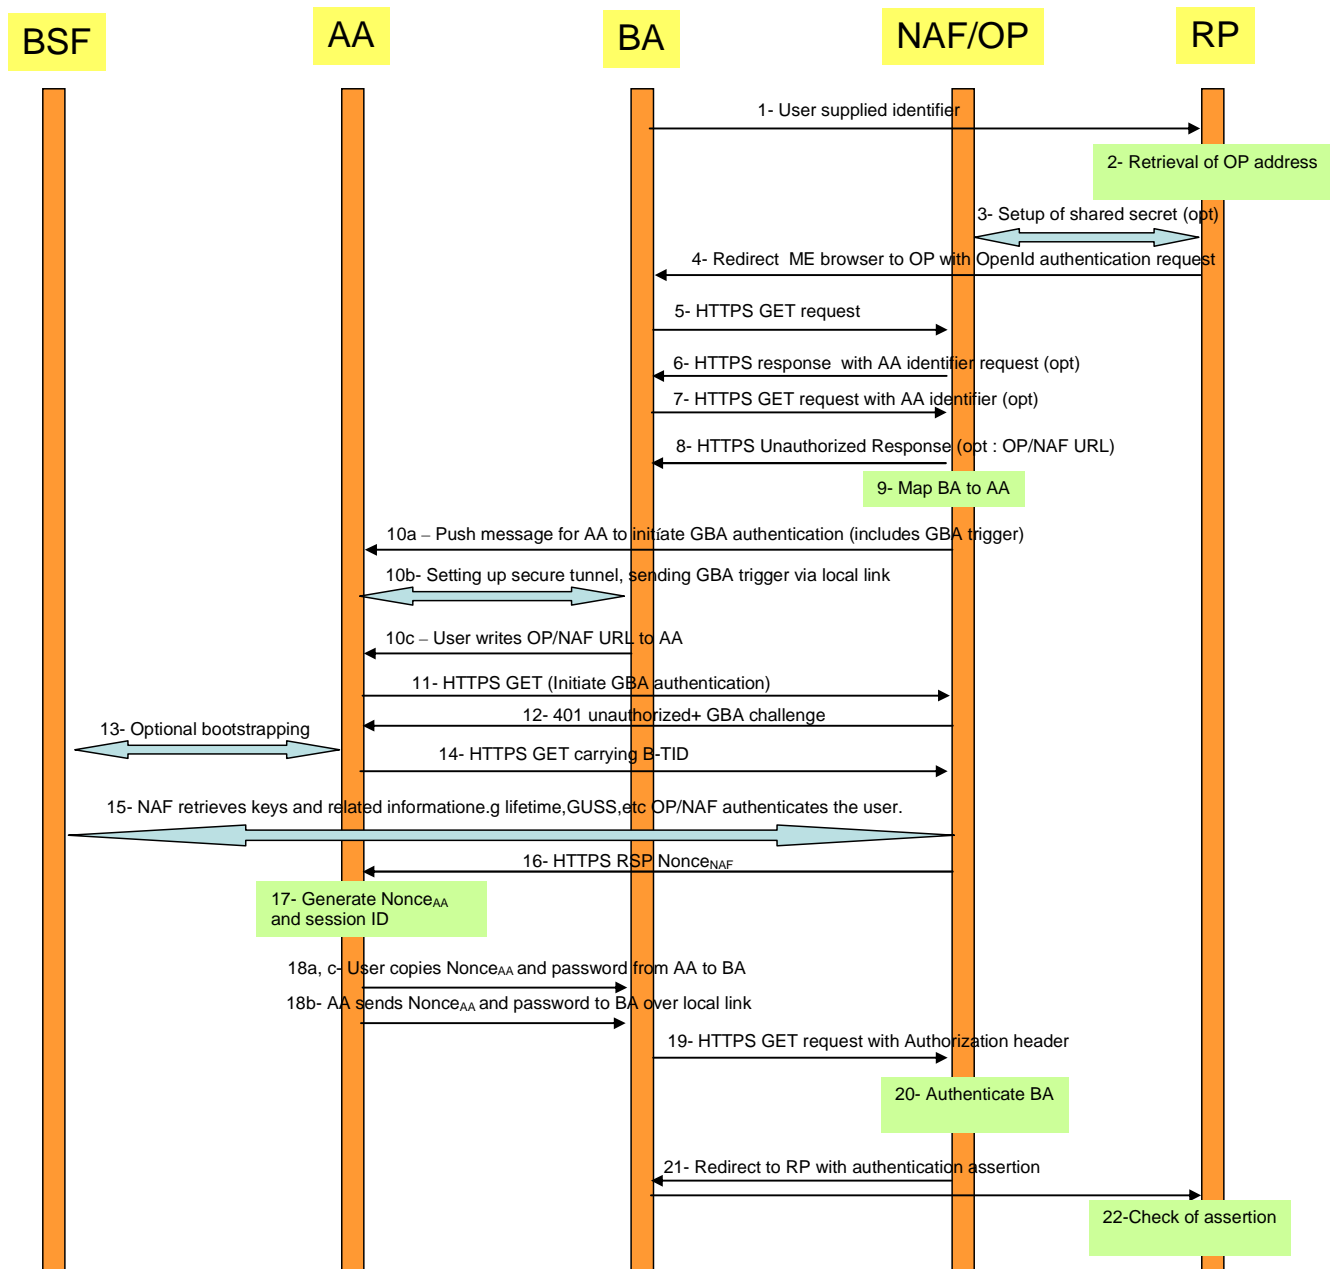 BSF
AA
BA
NAF/OP
RP
1- User supplied identifier
2- Retrieval of OP address
3- Setup of shared secret (opt)
4- Redirect ME browser to OP with OpenId authentication request
5- HTTPS GET request
6- HTTPS response with AA identifier request (opt)
7- HTTPS GET request with AA identifier (opt)
8- HTTPS Unauthorized Response (opt : OP/NAF URL)
9- Map BA to AA
10a – Push message for AA to initíate GBA authentication (includes GBA trigger)
10b- Setting up secure tunnel, sending GBA trigger via local link
10c – User writes OP/NAF URL to AA
11- HTTPS GET (Initiate GBA authentication)
12- 401 unauthorized+ GBA challenge
13- Optional bootstrapping
14- HTTPS GET carrying B-TID
15- NAF retrieves keys and related informatione.g lifetime,GUSS,etc OP/NAF authenticates the user.
16- HTTPS RSP NonceNAF
17- Generate NonceAA
and session ID
18a, c- User copies NonceAA and password from AA to BA
18b- AA sends NonceAA and password to BA over local link
19- HTTPS GET request with Authorization header
20- Authenticate BA
21- Redirect to RP with authentication assertion
22-Check of assertion